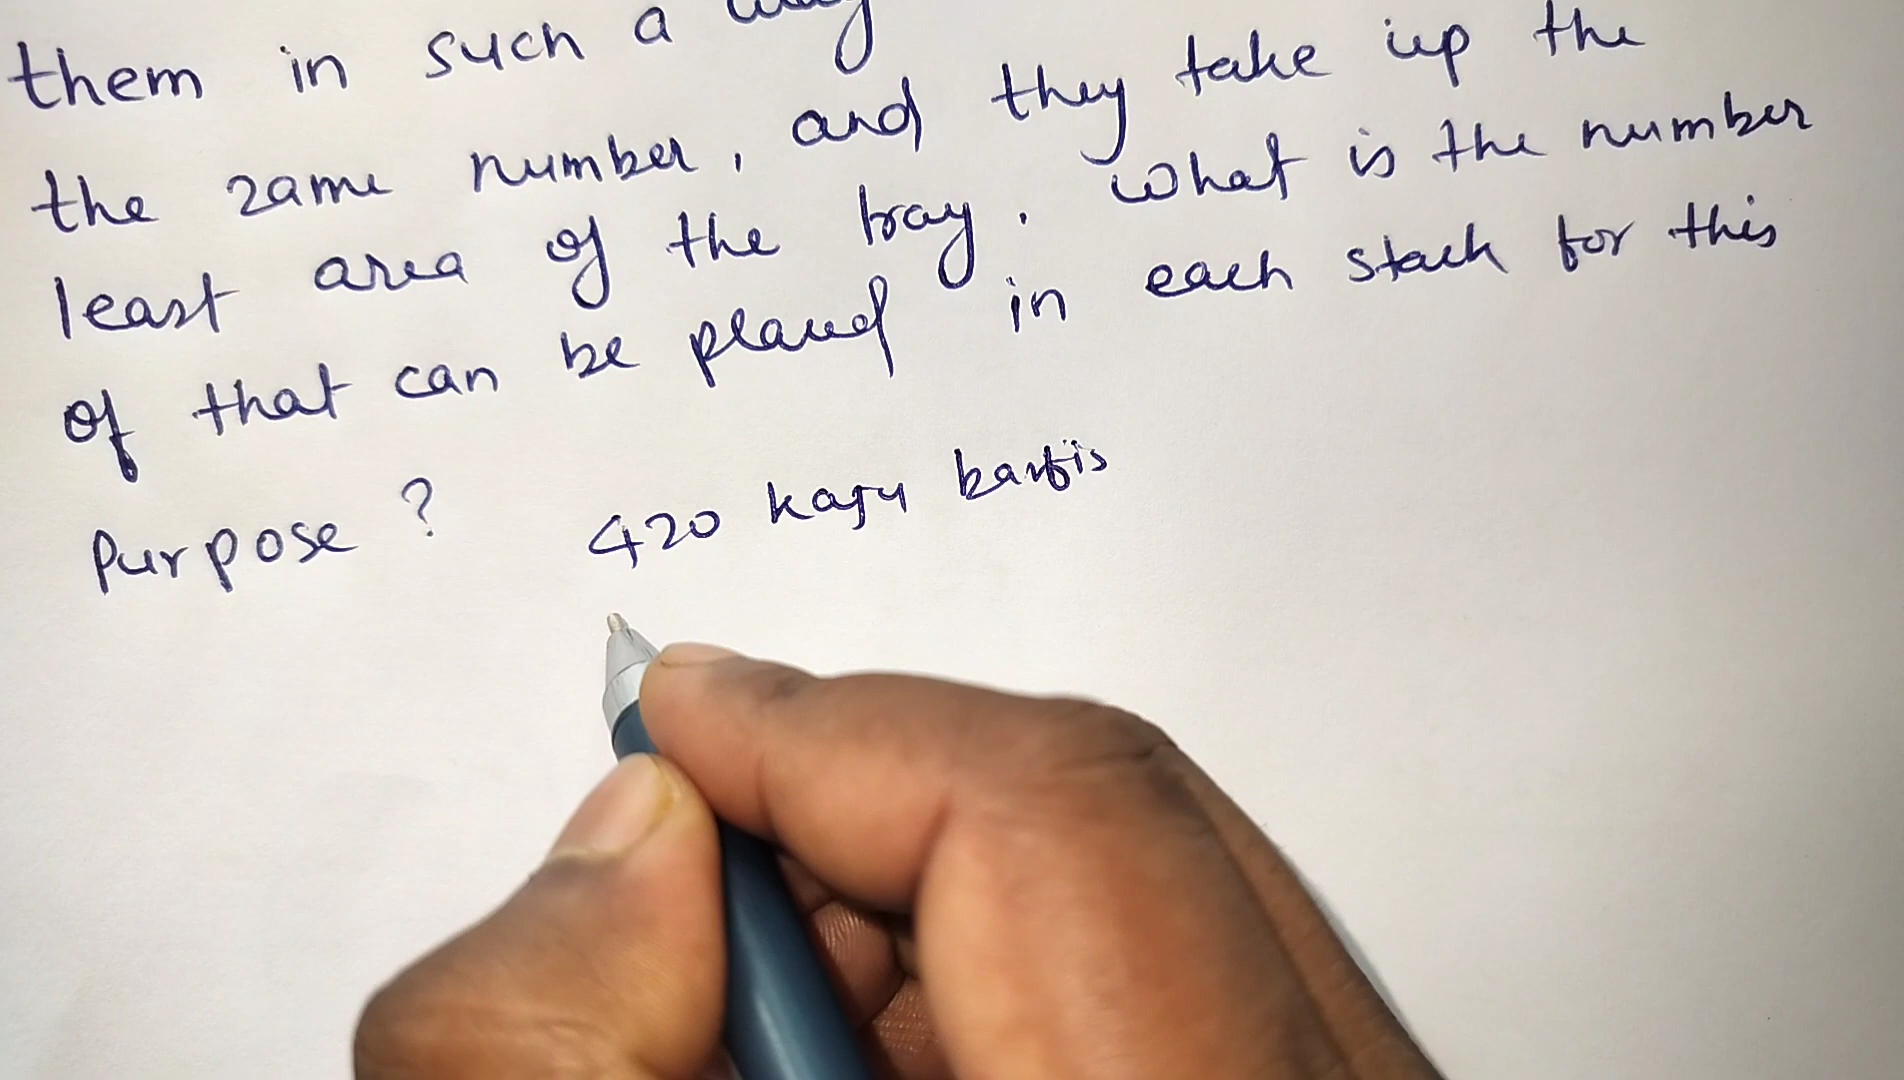 them in such a way
the same number, and they take up the
least area of the tray. What is the number
of that can be placed in each stack for this
Purpose?
420 kaju barfis